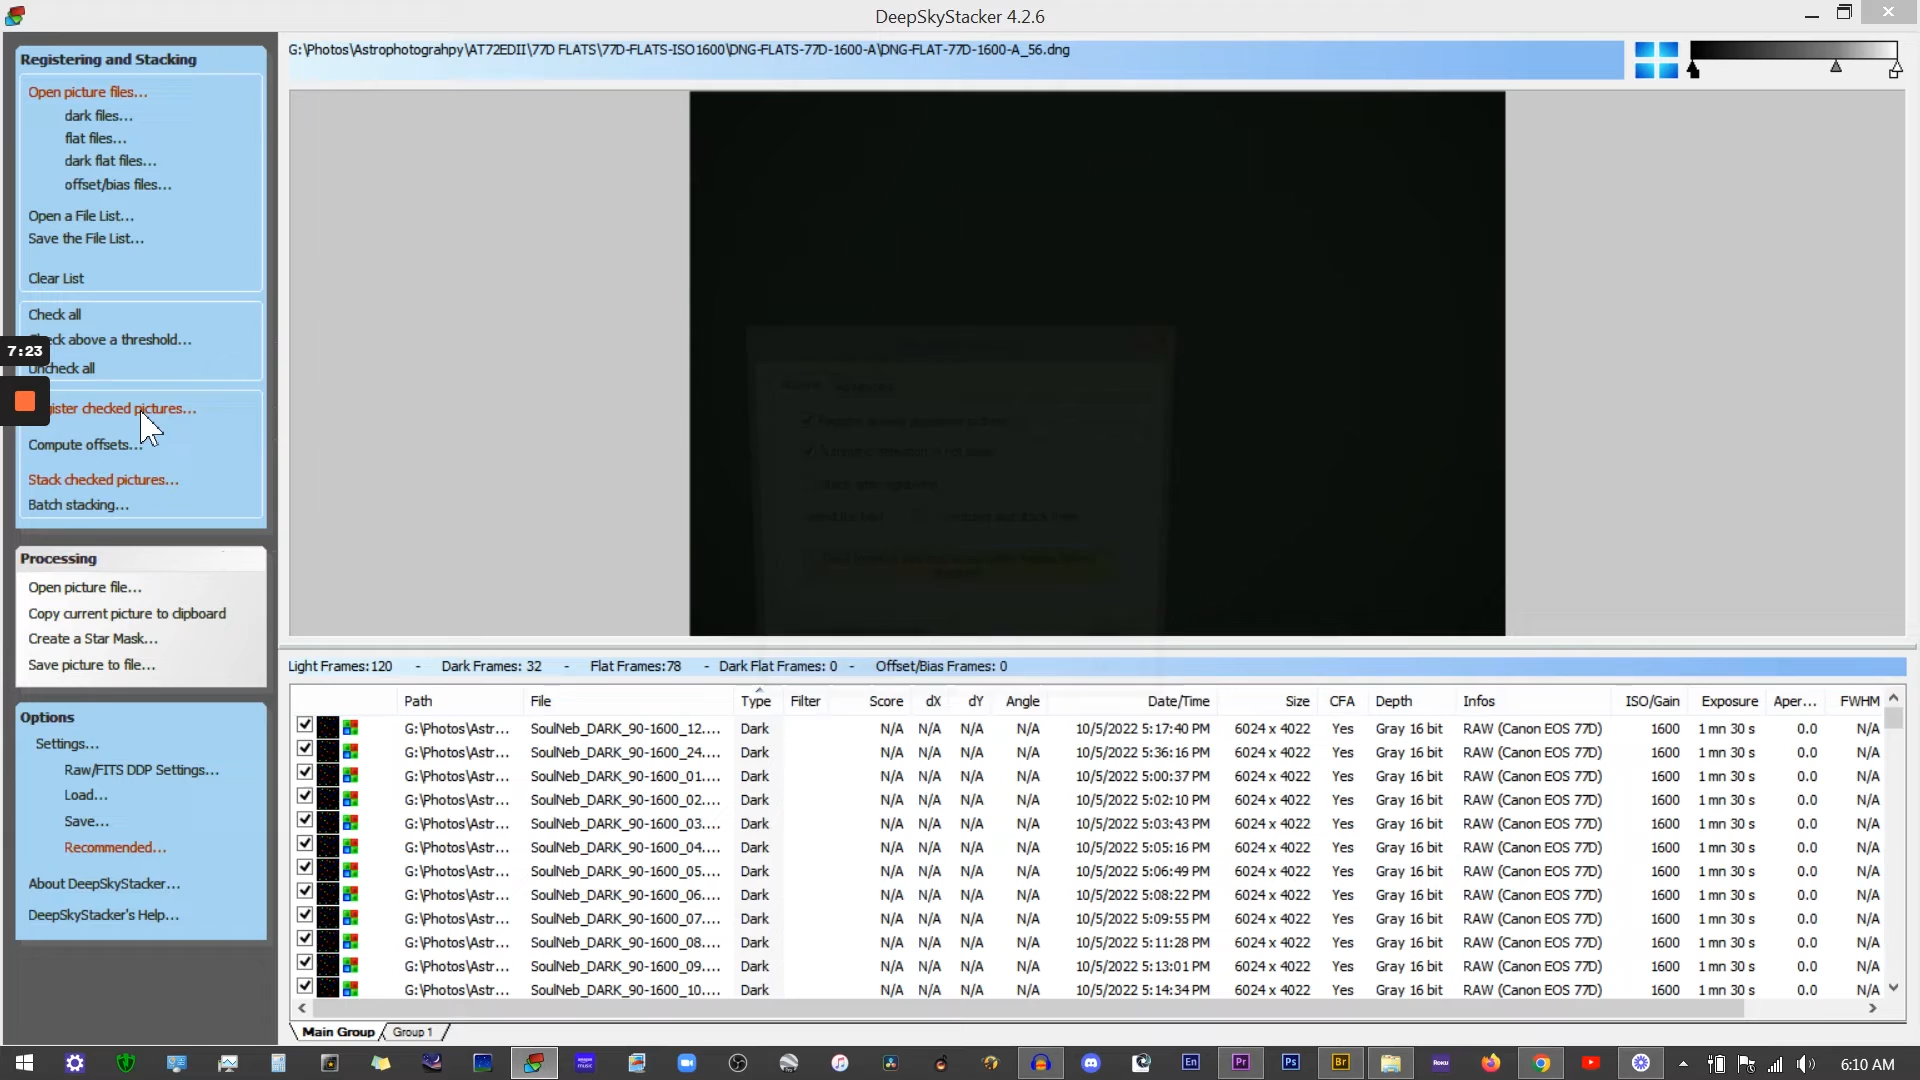 DeepSkyStacker 4.2.6
Registering and Stacking
Open picture files...
dark files...
flat files...
dark flat files...
offset/bias files...
Open a File List...
Save the File List...
Clear List
Check all
ck above a threshold...
Uncheck all
ister checked pictures...
Compute offsets...
Stack checked pictures...
Batch stacking...
7:23
Processing
Open picture file...
Copy current picture to clipboard
Create a Star Mask...
Save picture to file...
Options
Settings...
Raw/FITS DDP Settings...
Load...
Save...
Recommended...
About DeepSkyStacker...
DeepSkyStacker's Help...
G:\Photos\Astrophotograhpy\AT72EDII\77D FLATS\77D-FLATS-ISO1600\DNG-FLATS-77D-1600-A\DNG-FLAT-77D-1600-A_56.dng
Light Frames:120 - Dark Frames: 32 - Flat Frames:78 - Dark Flat Frames: 0 - Offset/Bias Frames: 0
Path File Type Filter Score dX dY Angle Date/Time Size CFA Depth Infos ISO/Gain Exposure Aper... FWHM
G:\Photos\Astr... SoulNeb_DARK_90-1600_12.... Dark N/A N/A N/A N/A 10/5/2022 5:17:40 PM 6024 x 4022 Yes Gray 16 bit RAW (Canon EOS 77D) 1600 1 mn 30 s 0.0 N/A
G:\Photos\Astr... SoulNeb_DARK_90-1600_24.... Dark N/A N/A N/A N/A 10/5/2022 5:36:16 PM 6024 x 4022 Yes Gray 16 bit RAW (Canon EOS 77D) 1600 1 mn 30 s 0.0 N/A
G:\Photos\Astr... SoulNeb_DARK_90-1600_01.... Dark N/A N/A N/A N/A 10/5/2022 5:00:37 PM 6024 x 4022 Yes Gray 16 bit RAW (Canon EOS 77D) 1600 1 mn 30 s 0.0 N/A
G:\Photos\Astr... SoulNeb_DARK_90-1600_02.... Dark N/A N/A N/A N/A 10/5/2022 5:02:10 PM 6024 x 4022 Yes Gray 16 bit RAW (Canon EOS 77D) 1600 1 mn 30 s 0.0 N/A
G:\Photos\Astr... SoulNeb_DARK_90-1600_03.... Dark N/A N/A N/A N/A 10/5/2022 5:03:43 PM 6024 x 4022 Yes Gray 16 bit RAW (Canon EOS 77D) 1600 1 mn 30 s 0.0 N/A
G:\Photos\Astr... SoulNeb_DARK_90-1600_04.... Dark N/A N/A N/A N/A 10/5/2022 5:05:16 PM 6024 x 4022 Yes Gray 16 bit RAW (Canon EOS 77D) 1600 1 mn 30 s 0.0 N/A
G:\Photos\Astr... SoulNeb_DARK_90-1600_05.... Dark N/A N/A N/A N/A 10/5/2022 5:06:49 PM 6024 x 4022 Yes Gray 16 bit RAW (Canon EOS 77D) 1600 1 mn 30 s 0.0 N/A
G:\Photos\Astr... SoulNeb_DARK_90-1600_06.... Dark N/A N/A N/A N/A 10/5/2022 5:08:22 PM 6024 x 4022 Yes Gray 16 bit RAW (Canon EOS 77D) 1600 1 mn 30 s 0.0 N/A
G:\Photos\Astr... SoulNeb_DARK_90-1600_07.... Dark N/A N/A N/A N/A 10/5/2022 5:09:55 PM 6024 x 4022 Yes Gray 16 bit RAW (Canon EOS 77D) 1600 1 mn 30 s 0.0 N/A
G:\Photos\Astr... SoulNeb_DARK_90-1600_08.... Dark N/A N/A N/A N/A 10/5/2022 5:11:28 PM 6024 x 4022 Yes Gray 16 bit RAW (Canon EOS 77D) 1600 1 mn 30 s 0.0 N/A
G:\Photos\Astr... SoulNeb_DARK_90-1600_09.... Dark N/A N/A N/A N/A 10/5/2022 5:13:01 PM 6024 x 4022 Yes Gray 16 bit RAW (Canon EOS 77D) 1600 1 mn 30 s 0.0 N/A
G:\Photos\Astr... SoulNeb_DARK_90-1600_10.... Dark N/A N/A N/A N/A 10/5/2022 5:14:34 PM 6024 x 4022 Yes Gray 16 bit RAW (Canon EOS 77D) 1600 1 mn 30 s 0.0 N/A
Main Group Group 1
amazon music En Pr Ps Br Roku 6:10 AM